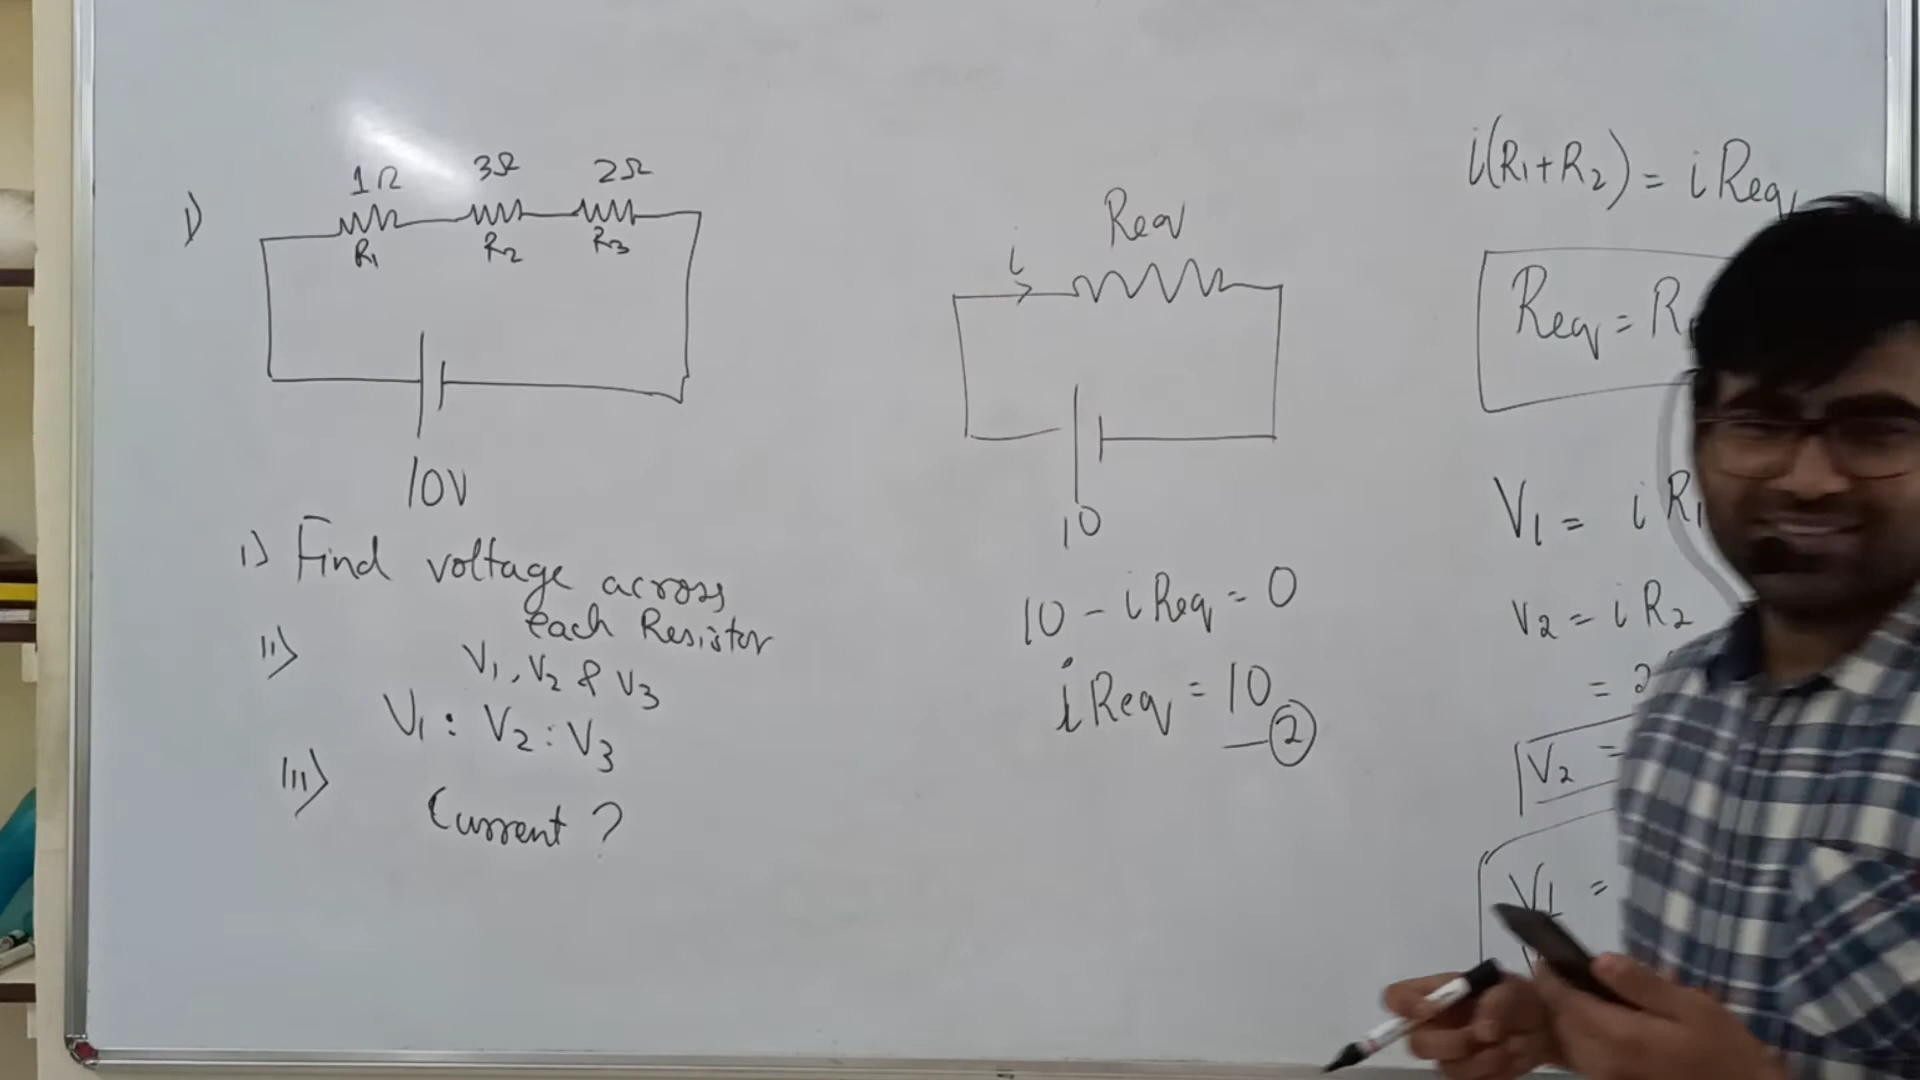 1)
1Ω 3Ω 2Ω
R1 R2 R3
10V
i) Find voltage across
each Resistor
ii) V1, V2 & V3
V1 : V2 : V3
iii) Current ?
Req
i
10
10 - i Req = 0
i Req = 10
— 2
i(R1+R2) = i Req
Req = R
V1 = i R1
V2 = i R2
= 2
V2 =
V1 =